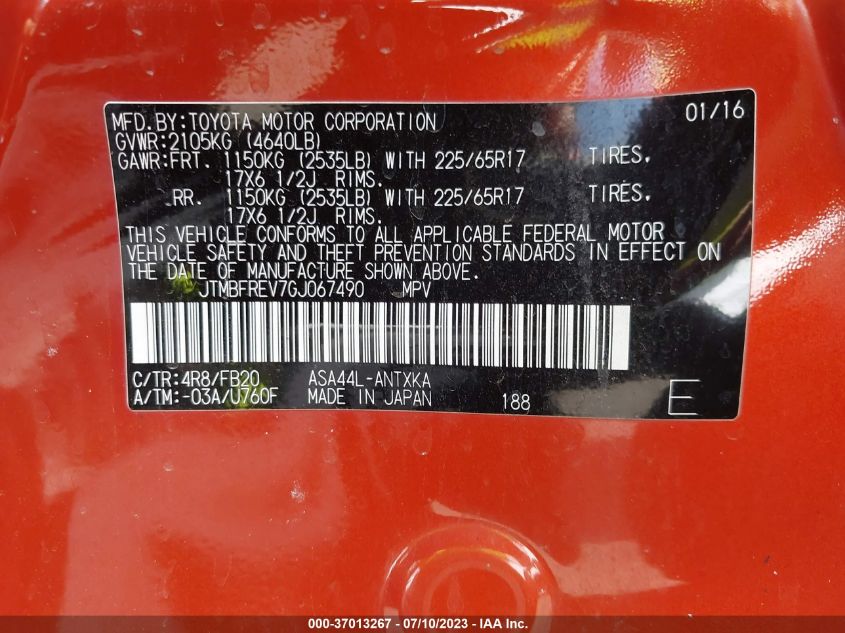 MFD.BY:TOYOTA MOTOR CORPORATION 01/16
GVWR:2105KG (4640LB)
GAWR:FRT. 1150KG (2535LB) WITH 225/65R17 TIRES,
17X6 1/2J RIMS.
RR. 1150KG (2535LB) WITH 225/65R17 TIRES,
17X6 1/2J RIMS.
THIS VEHICLE CONFORMS TO ALL APPLICABLE FEDERAL MOTOR
VEHICLE SAFETY AND THEFT PREVENTION STANDARDS IN EFFECT ON
THE DATE OF MANUFACTURE SHOWN ABOVE.
JTMBFREV7GJ067490 MPV
C/TR:4R8/FB20 ASA44L-ANTXKA
A/TM:-03A/U760F MADE IN JAPAN 188 E
000-37013267 - 07/10/2023 - IAA Inc.